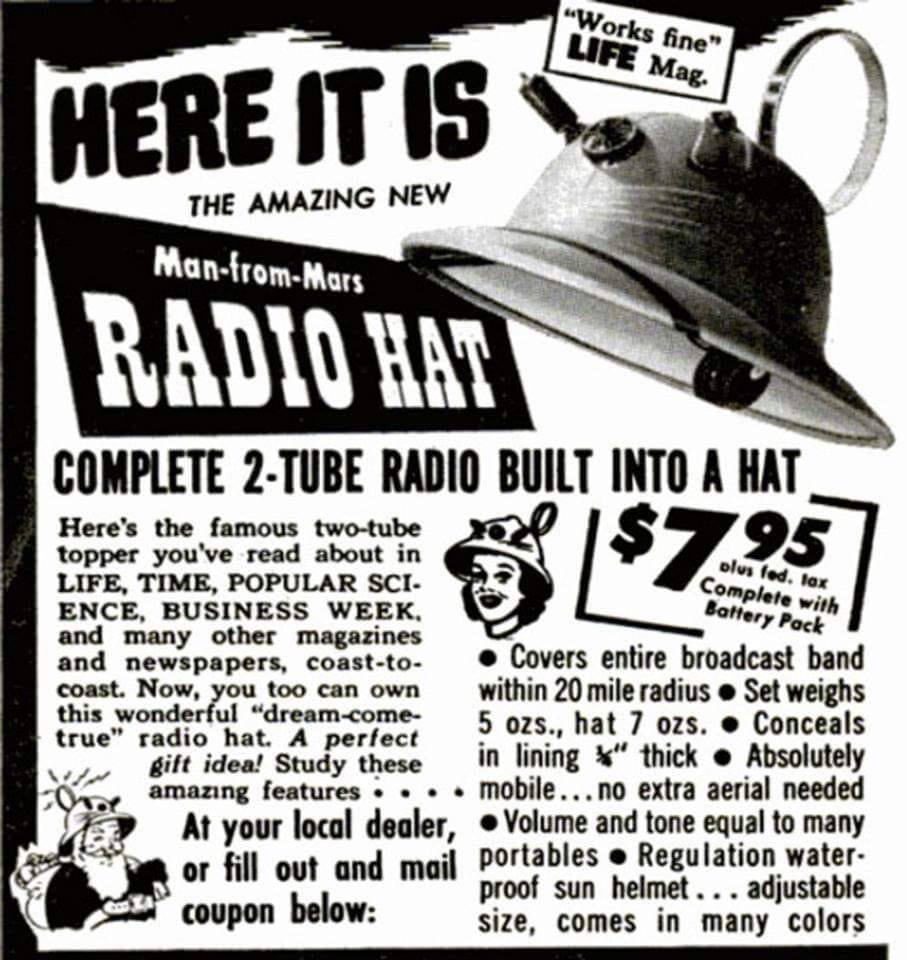 "Works fine"
LIFE Mag.
HERE IT IS
THE AMAZING NEW
Man-from-Mars
RADIO HAT
COMPLETE 2-TUBE RADIO BUILT INTO A HAT
Here's the famous two-tube
topper you've read about in
LIFE, TIME, POPULAR SCI-
ENCE, BUSINESS WEEK,
and many other magazines
and newspapers, coast-to-
coast. Now, you too can own
this wonderful "dream-come-
true" radio hat. A perfect
gift idea! Study these
amazing features • • • •
At your local dealer,
or fill out and mail
coupon below:
$7.95
plus fed. tax
Complete with
Battery Pack
• Covers entire broadcast band
within 20 mile radius • Set weighs
5 ozs., hat 7 ozs. • Conceals
in lining thick • Absolutely
mobile...no extra aerial needed
• Volume and tone equal to many
portables • Regulation water-
proof sun helmet... adjustable
size, comes in many colors